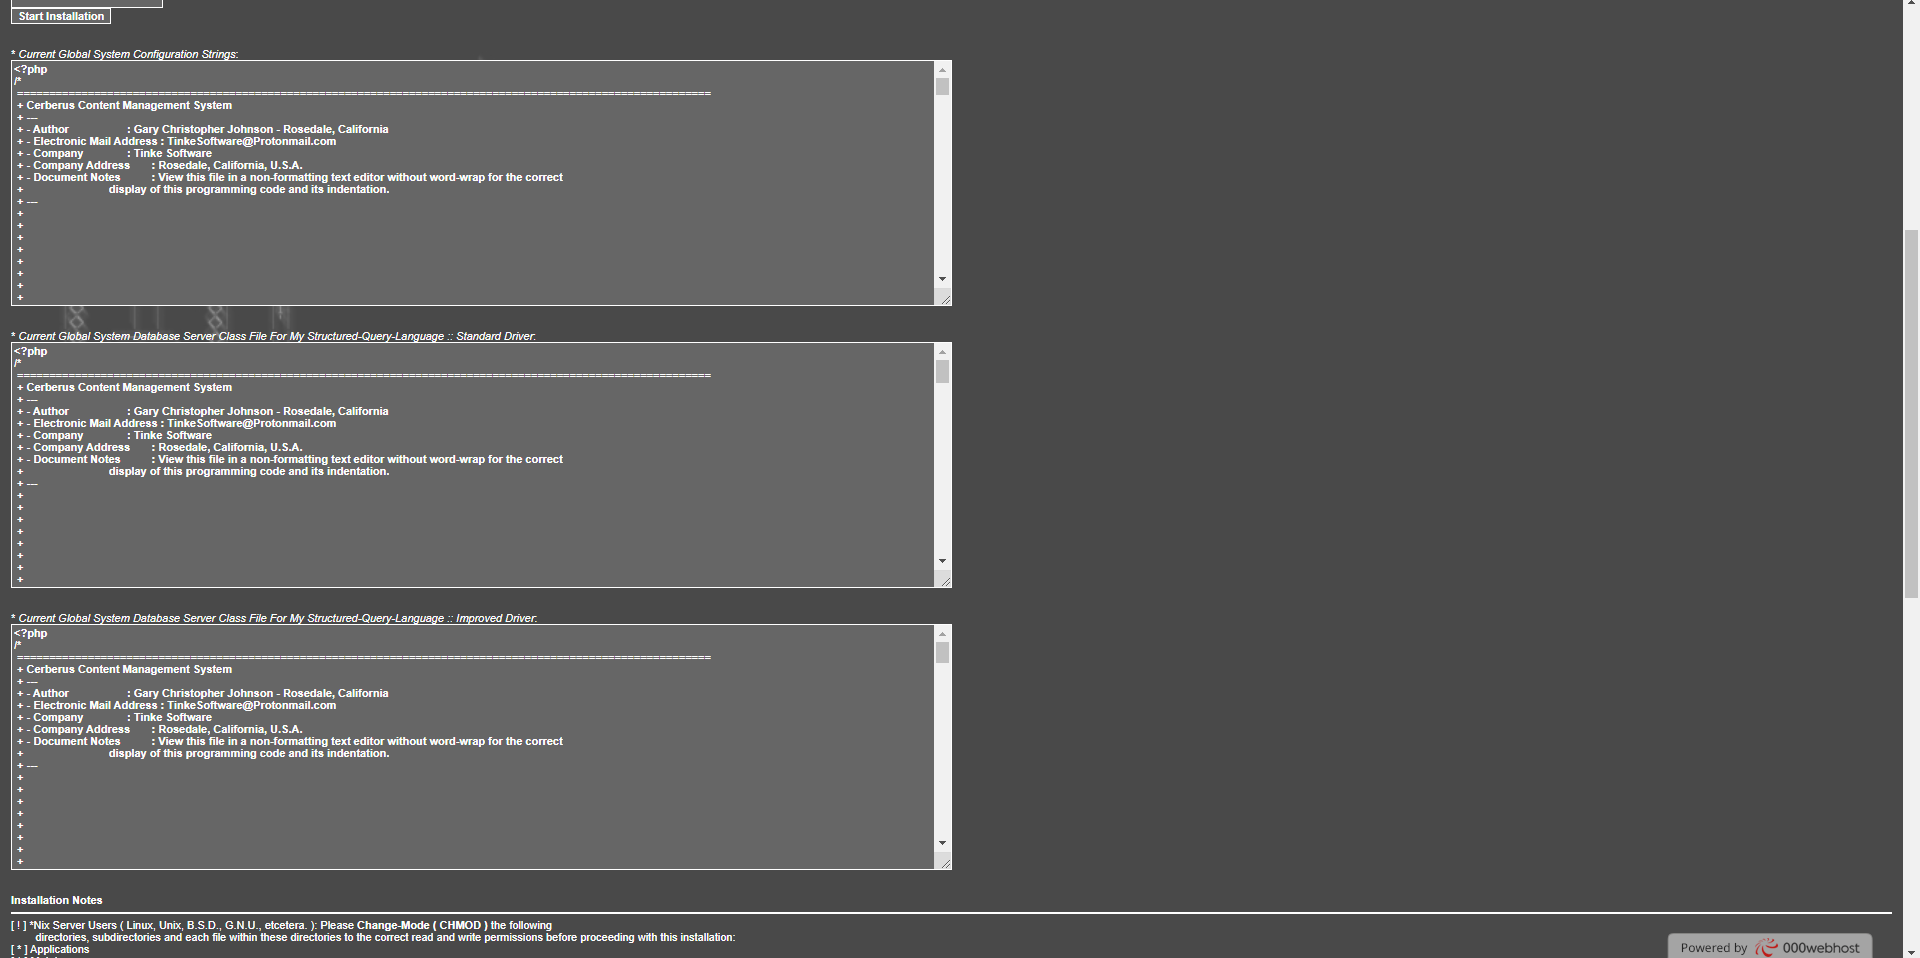 Start Installation
* Current Global System Configuration Strings:
<?php
/*
============================================================================================================
+ Cerberus Content Management System
+ ---
+ - Author : Gary Christopher Johnson - Rosedale, California
+ - Electronic Mail Address : TinkeSoftware@Protonmail.com
+ - Company : Tinke Software
+ - Company Address : Rosedale, California, U.S.A.
+ - Document Notes : View this file in a non-formatting text editor without word-wrap for the correct
+ display of this programming code and its indentation.
+ ---
+
+
+
+
+
+
+
+
* Current Global System Database Server Class File For My Structured-Query-Language :: Standard Driver:
<?php
/*
============================================================================================================
+ Cerberus Content Management System
+ ---
+ - Author : Gary Christopher Johnson - Rosedale, California
+ - Electronic Mail Address : TinkeSoftware@Protonmail.com
+ - Company : Tinke Software
+ - Company Address : Rosedale, California, U.S.A.
+ - Document Notes : View this file in a non-formatting text editor without word-wrap for the correct
+ display of this programming code and its indentation.
+ ---
+
+
+
+
+
+
+
+
* Current Global System Database Server Class File For My Structured-Query-Language :: Improved Driver:
<?php
/*
============================================================================================================
+ Cerberus Content Management System
+ ---
+ - Author : Gary Christopher Johnson - Rosedale, California
+ - Electronic Mail Address : TinkeSoftware@Protonmail.com
+ - Company : Tinke Software
+ - Company Address : Rosedale, California, U.S.A.
+ - Document Notes : View this file in a non-formatting text editor without word-wrap for the correct
+ display of this programming code and its indentation.
+ ---
+
+
+
+
+
+
+
+
Installation Notes
[ ! ] *Nix Server Users ( Linux, Unix, B.S.D., G.N.U., etcetera. ): Please Change-Mode ( CHMOD ) the following
directories, subdirectories and each file within these directories to the correct read and write permissions before proceeding with this installation:
[ * ] Applications
Powered by 000webhost